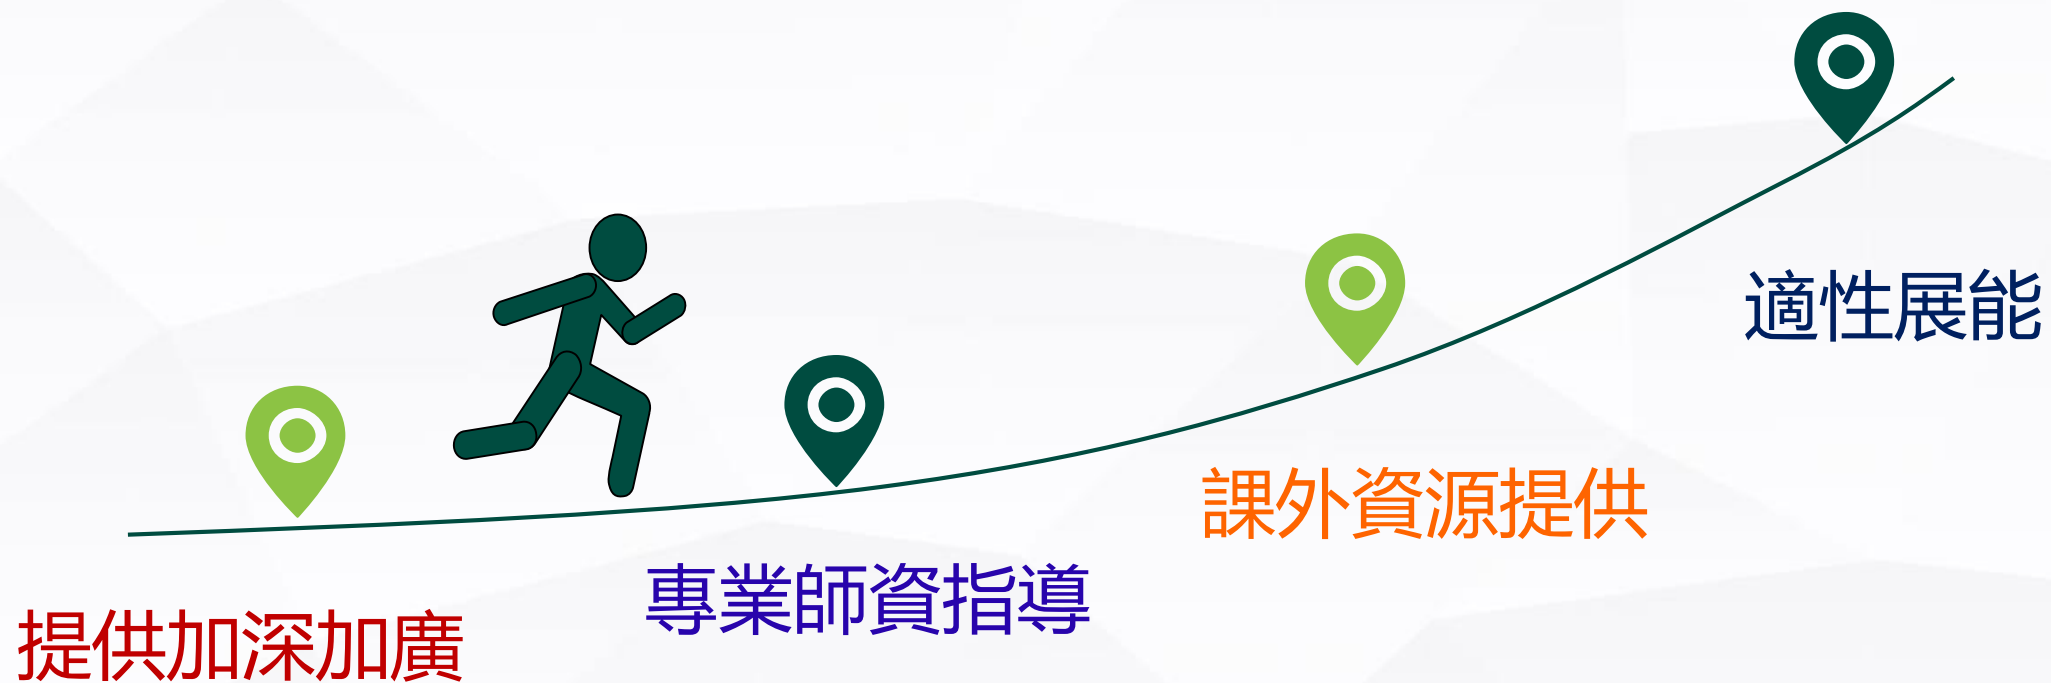 提供加深加廣
專業師資指導
課外資源提供
適性展能